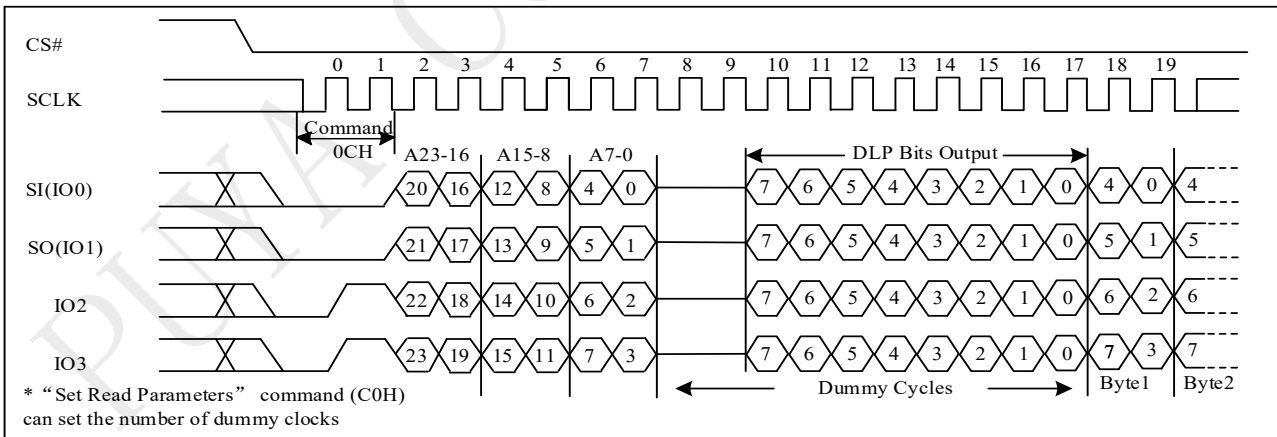 CS#
0 1 2 3 4 5 6 7 8 9 10 11 12 13 14 15 16 17 18 19
SCLK
Command
0CH
A23-16 A15-8 A7-0 DLP Bits Output
SI(IO0) 20 16 12 8 4 0 7 6 5 4 3 2 1 0 4 0 4
SO(IO1) 21 17 13 9 5 1 7 6 5 4 3 2 1 0 5 1 5
IO2 22 18 14 10 6 2 7 6 5 4 3 2 1 0 6 2 6
IO3 23 19 15 11 7 3 7 6 5 4 3 2 1 0 7 3 7
Dummy Cycles Byte1 Byte2
* “Set Read Parameters” command (C0H)
can set the number of dummy clocks
PUYA